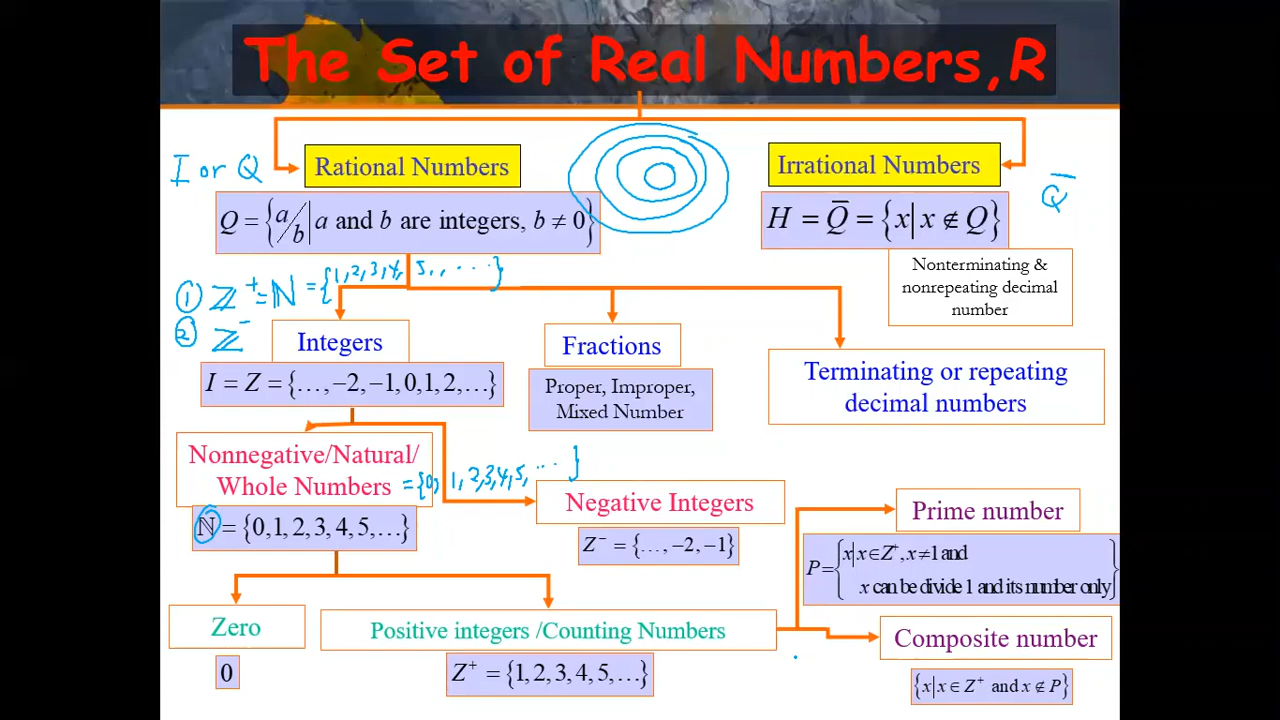 The Set of Real Numbers,R
I or Q
Rational Numbers
Irrational Numbers
Q̄
Q = {a/b | a and b are integers, b ≠ 0}
H = Q̄ = {x| x ∉ Q}
Nonterminating &
nonrepeating decimal
number
① ℤ⁺ = ℕ = {1, 2, 3, 4, 5, , ...}
② ℤ⁻
Integers
I = Z = {…, −2, −1, 0, 1, 2, …}
Fractions
Proper, Improper,
Mixed Number
Terminating or repeating
decimal numbers
Nonnegative/Natural/
Whole Numbers
= {0, 1, 2, 3, 4, 5, ... }
ℕ = {0, 1, 2, 3, 4, 5, …}
Negative Integers
Z⁻ = {…, −2, −1}
Prime number
P = {x| x ∈ Z⁺, x ≠ 1 and
x can be divide 1 and its number only}
Zero
0
Positive integers /Counting Numbers
Z⁺ = {1, 2, 3, 4, 5, …}
Composite number
{x| x ∈ Z⁺ and x ∉ P}